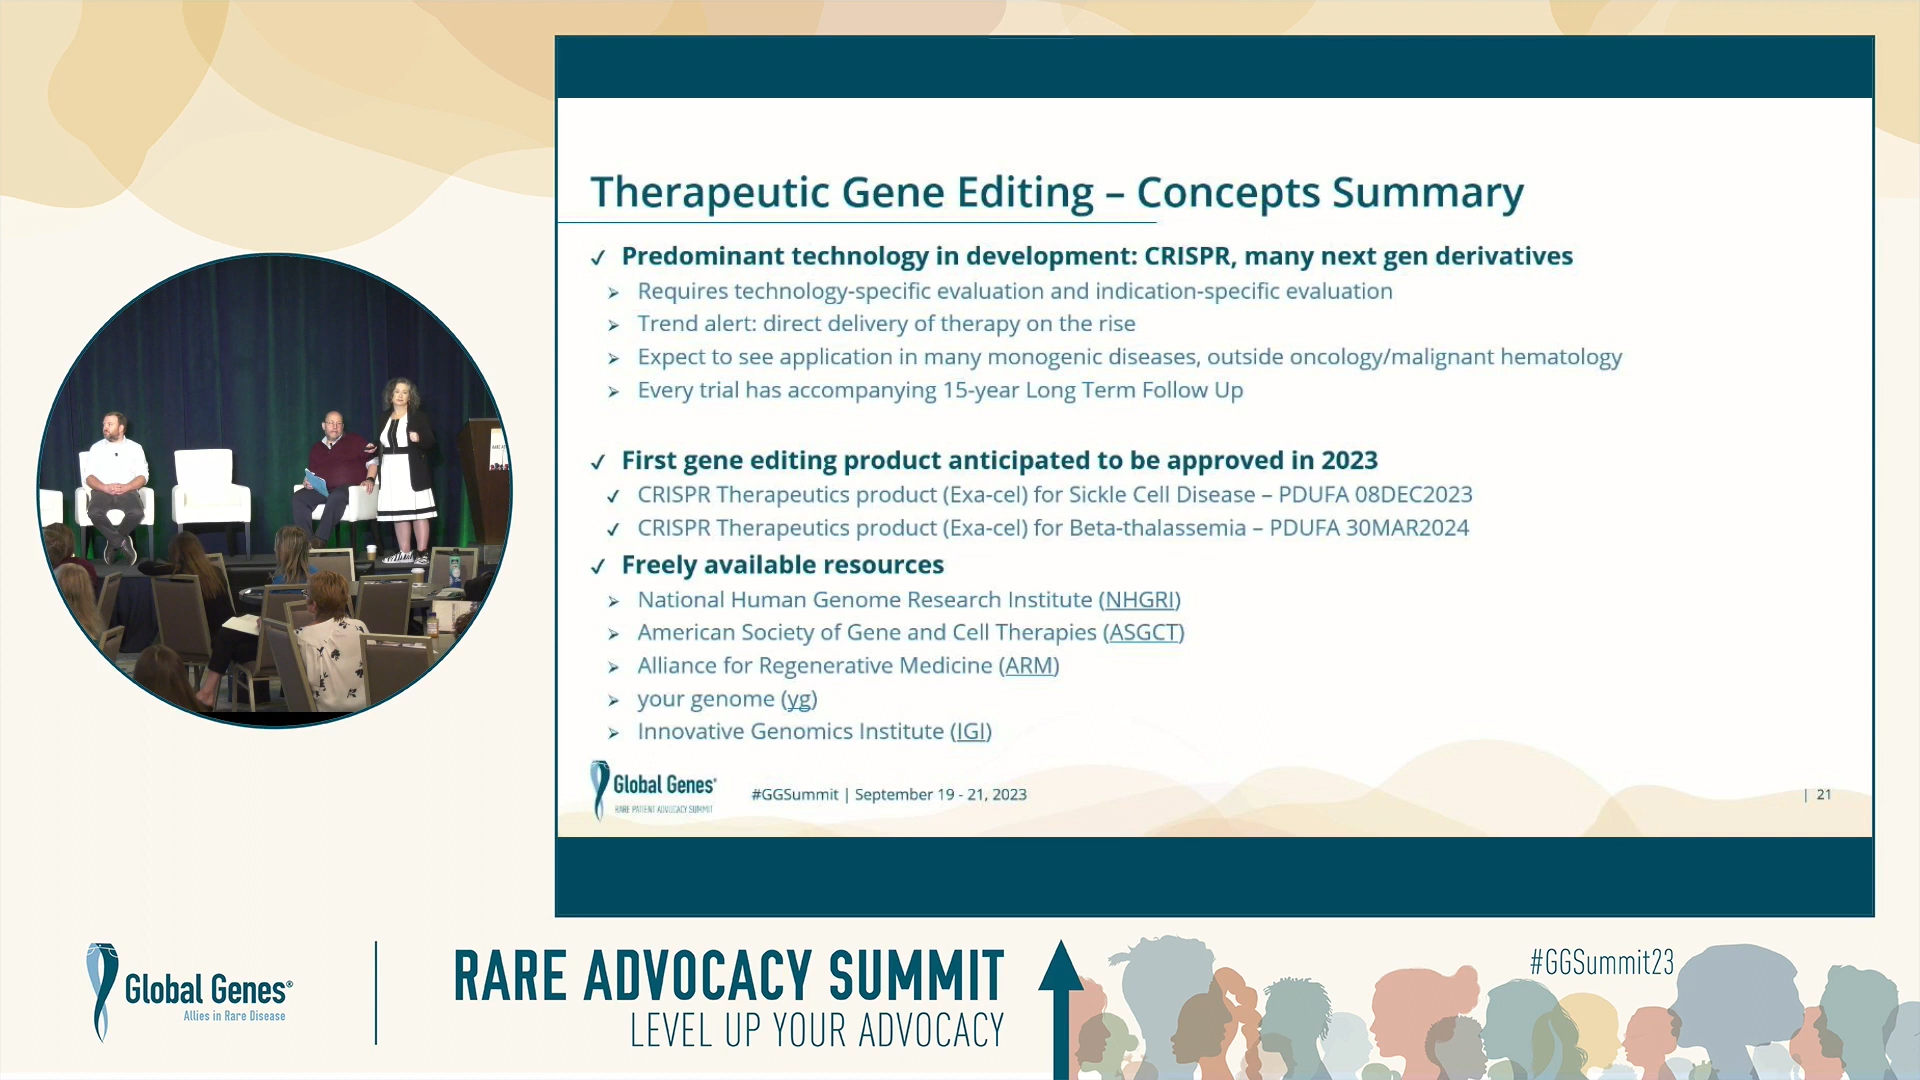 Therapeutic Gene Editing – Concepts Summary
✓ Predominant technology in development: CRISPR, many next gen derivatives
➢ Requires technology-specific evaluation and indication-specific evaluation
➢ Trend alert: direct delivery of therapy on the rise
➢ Expect to see application in many monogenic diseases, outside oncology/malignant hematology
➢ Every trial has accompanying 15-year Long Term Follow Up
✓ First gene editing product anticipated to be approved in 2023
✓ CRISPR Therapeutics product (Exa-cel) for Sickle Cell Disease – PDUFA 08DEC2023
✓ CRISPR Therapeutics product (Exa-cel) for Beta-thalassemia – PDUFA 30MAR2024
✓ Freely available resources
➢ National Human Genome Research Institute (NHGRI)
➢ American Society of Gene and Cell Therapies (ASGCT)
➢ Alliance for Regenerative Medicine (ARM)
➢ your genome (yg)
➢ Innovative Genomics Institute (IGI)
Global Genes®
RARE PATIENT ADVOCACY SUMMIT
#GGSummit | September 19 - 21, 2023
| 21
Global Genes®
Allies in Rare Disease
RARE ADVOCACY SUMMIT
LEVEL UP YOUR ADVOCACY
#GGSummit23